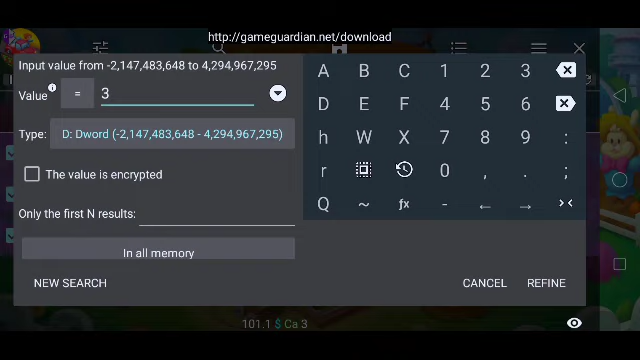 http://gameguardian.net/download
Input value from -2,147,483,648 to 4,294,967,295
Value = 3
Type: D: Dword (-2,147,483,648 - 4,294,967,295)
The value is encrypted
Only the first N results:
In all memory
NEW SEARCH CANCEL REFINE
A B C 1 2 3
D E F 4 5 6
h W X 7 8 9 :
r 0 , . ;
Q ~ ƒx - ← → ><
101.1 $ Ca 3